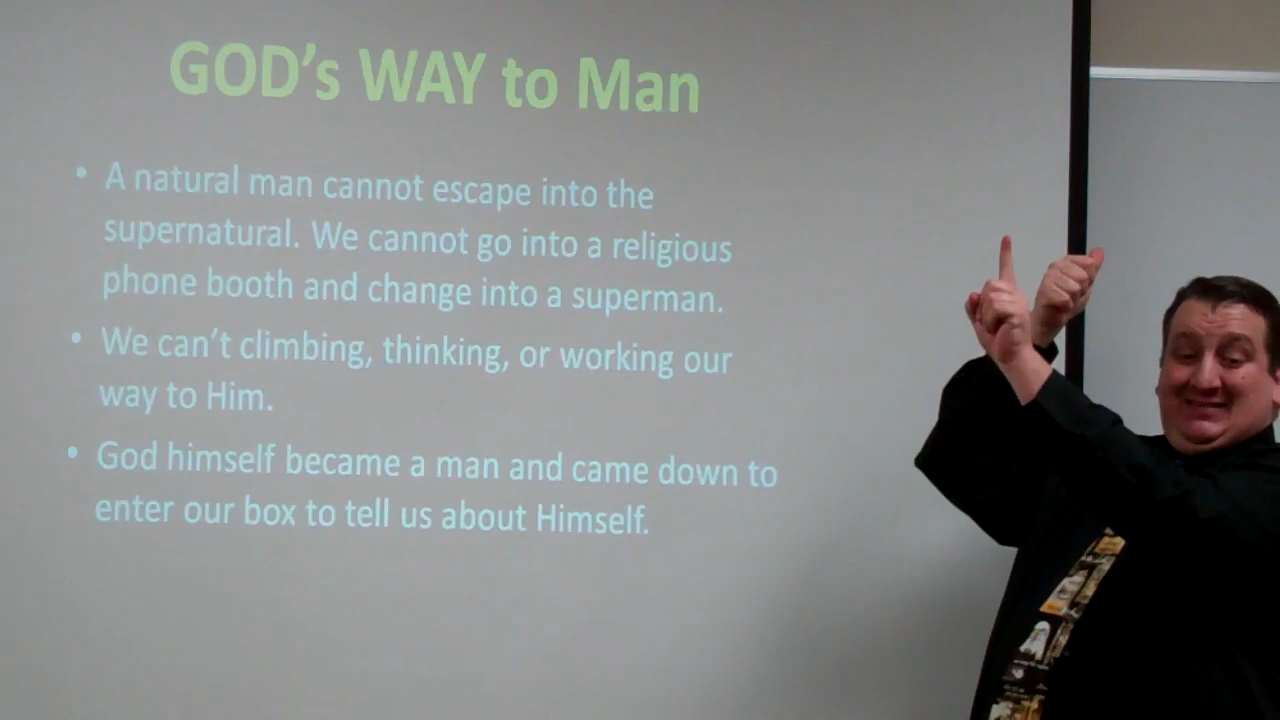 GOD's WAY to Man
• A natural man cannot escape into the
supernatural. We cannot go into a religious
phone booth and change into a superman.
• We can't climbing, thinking, or working our
way to Him.
• God himself became a man and came down to
enter our box to tell us about Himself.